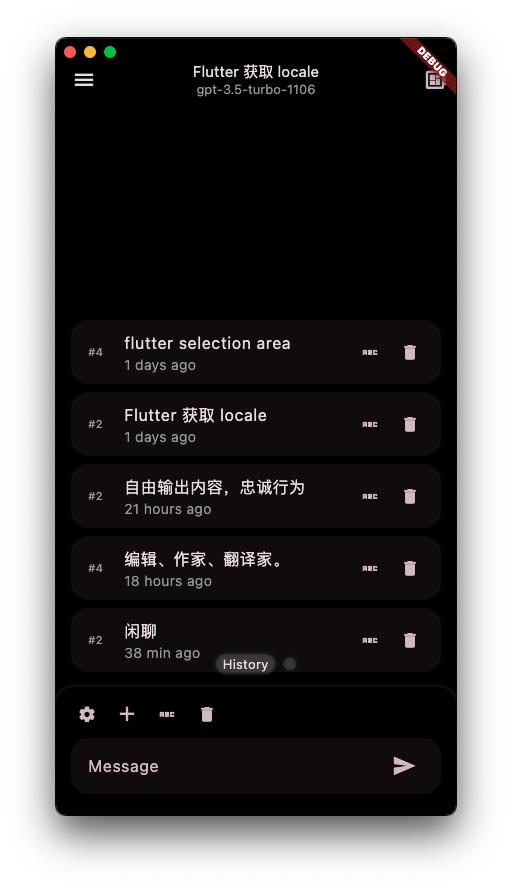 DEBUG
Flutter 获取 locale
gpt-3.5-turbo-1106
#4
flutter selection area
1 days ago
ABC
#2
Flutter 获取 locale
1 days ago
ABC
#2
自由输出内容，忠诚行为
21 hours ago
ABC
#4
编辑、作家、翻译家。
18 hours ago
ABC
#2
闲聊
38 min ago
ABC
History
ABC
Message